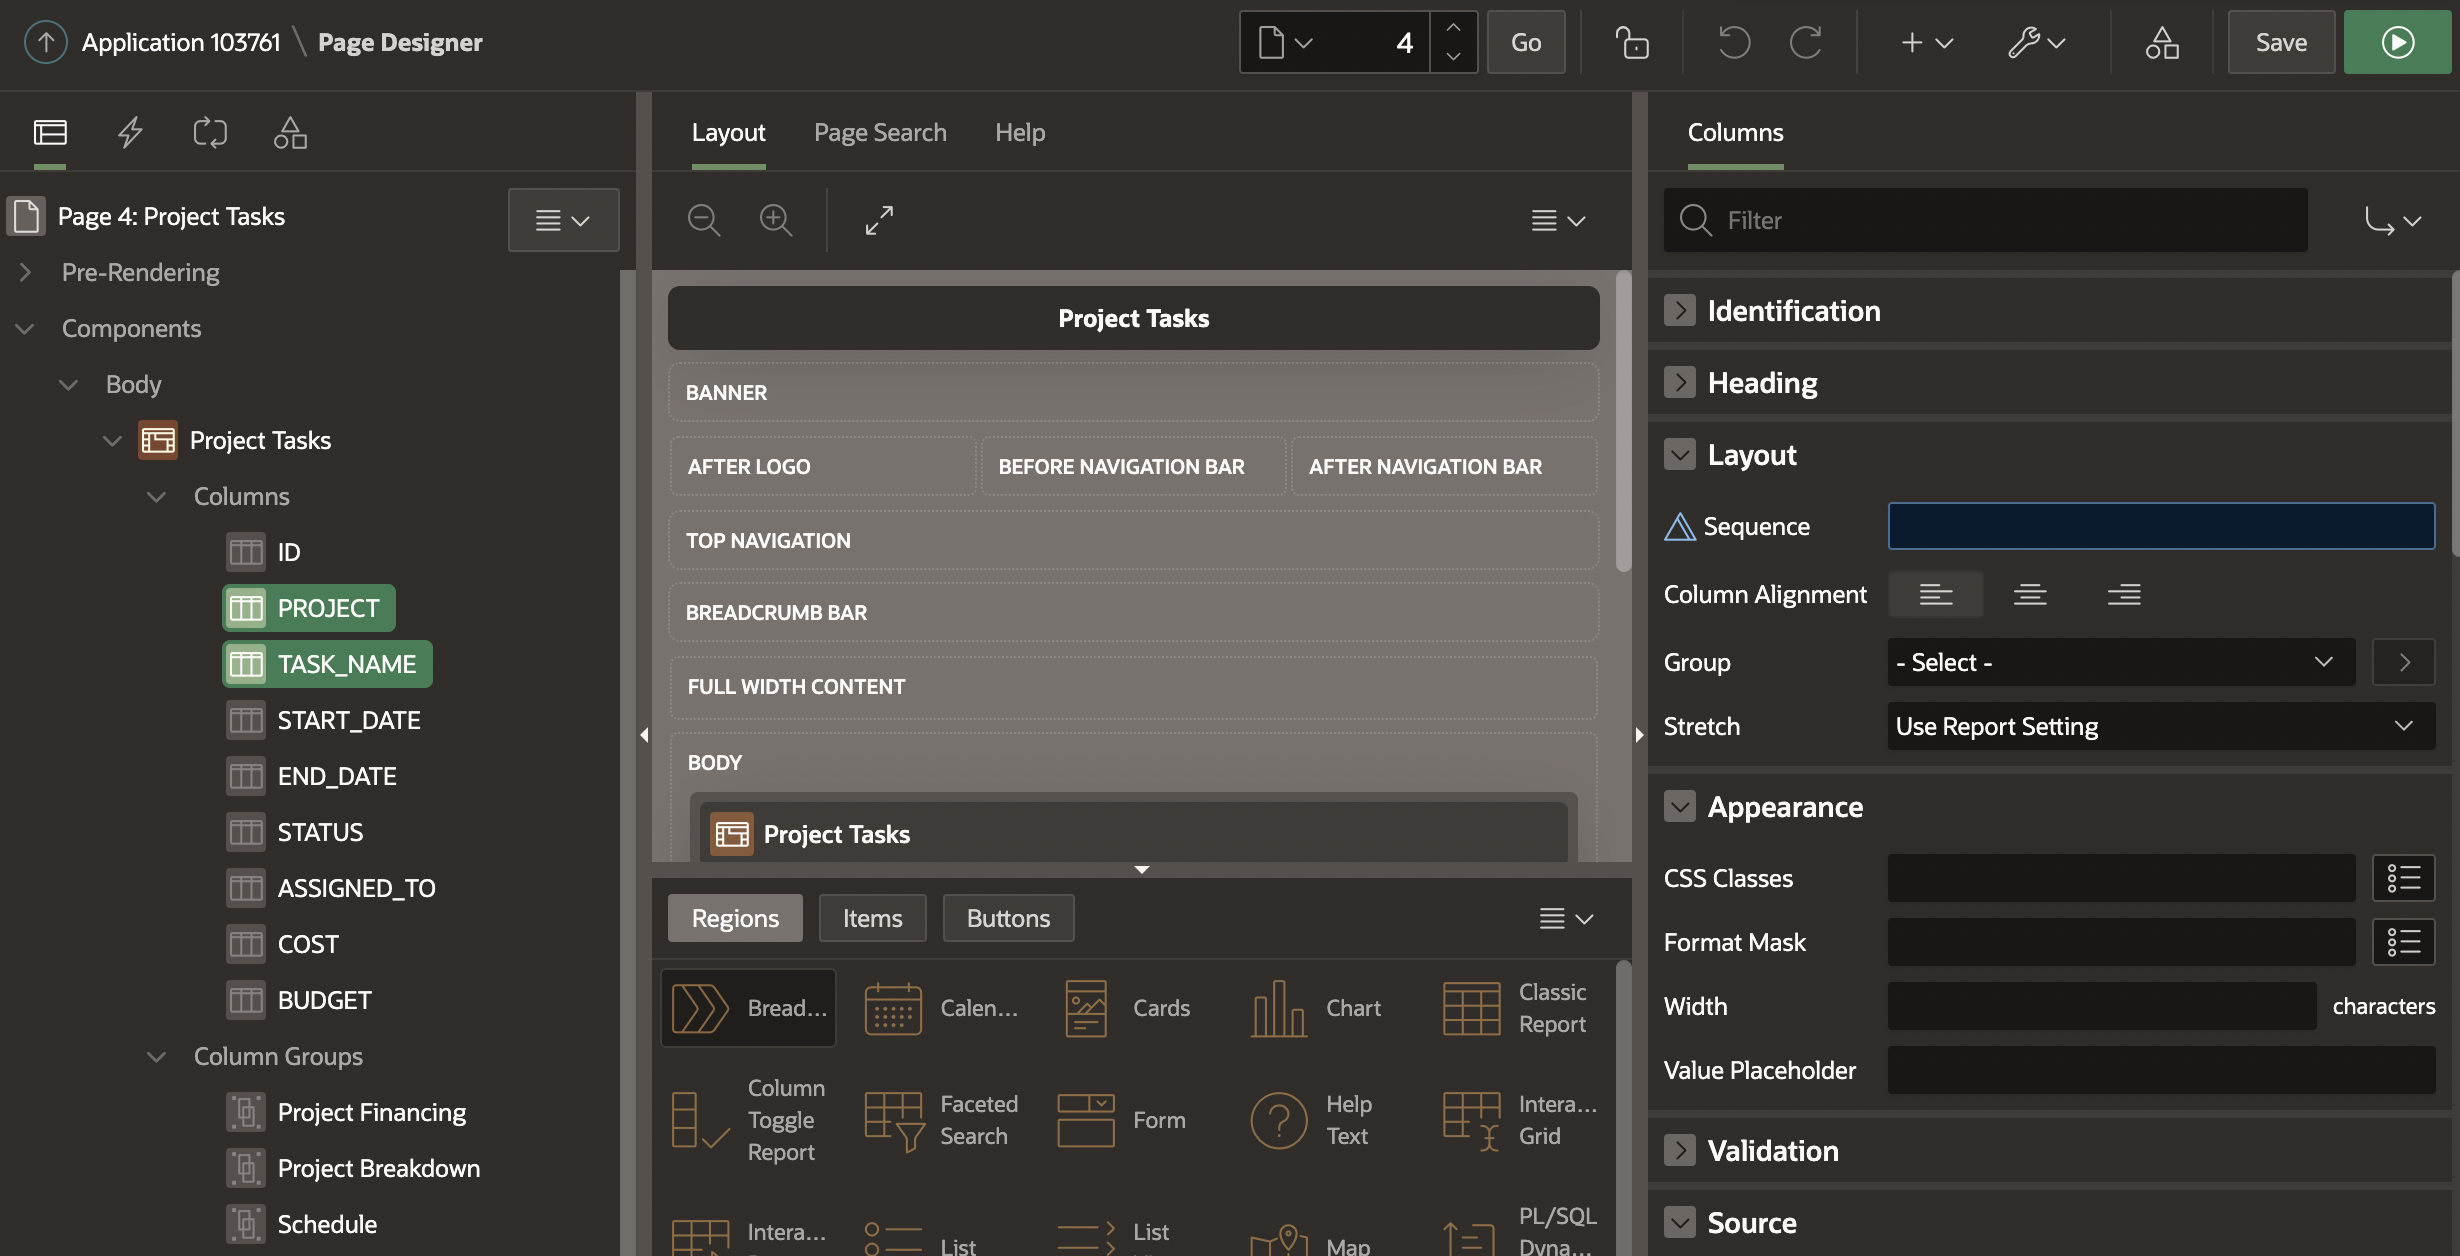 Application 103761 \ Page Designer
4
Go
Save
Page 4: Project Tasks
Pre-Rendering
Components
Body
Project Tasks
Columns
ID
PROJECT
TASK_NAME
START_DATE
END_DATE
STATUS
ASSIGNED_TO
COST
BUDGET
Column Groups
Project Financing
Project Breakdown
Schedule
Layout Page Search Help
Project Tasks
BANNER
AFTER LOGO BEFORE NAVIGATION BAR AFTER NAVIGATION BAR
TOP NAVIGATION
BREADCRUMB BAR
FULL WIDTH CONTENT
BODY
Project Tasks
Regions Items Buttons
Bread...
Calen...
Cards
Chart
Classic
Report
Column
Toggle
Report
Faceted
Search
Form
Help
Text
Intera...
Grid
Intera...
List
List
Map
PL/SQL
Dyna...
Columns
Filter
Identification
Heading
Layout
Sequence
Column Alignment
Group - Select -
Stretch Use Report Setting
Appearance
CSS Classes
Format Mask
Width characters
Value Placeholder
Validation
Source